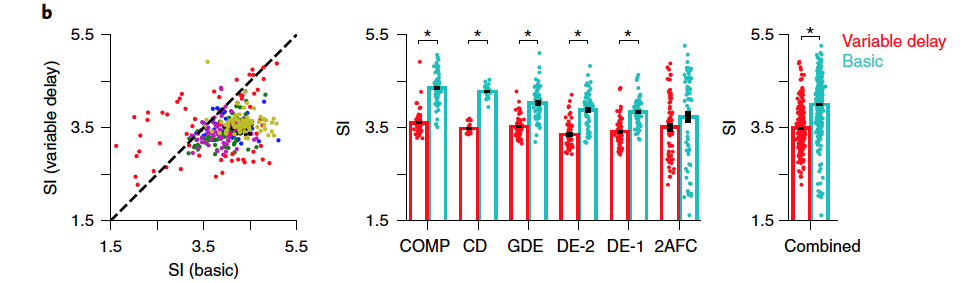 b
5.5
3.5
1.5
SI (variable delay)
1.5
3.5
5.5
SI (basic)
5.5
3.5
1.5
SI
* * * * *
COMP CD GDE DE-2 DE-1 2AFC
5.5
3.5
1.5
SI
*
Combined
Variable delay
Basic